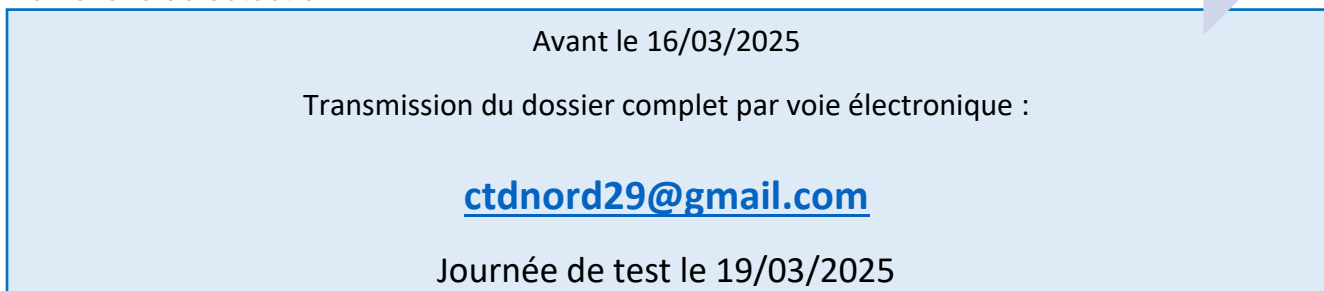 Avant le 16/03/2025
Transmission du dossier complet par voie électronique :
ctdnord29@gmail.com
Journée de test le 19/03/2025